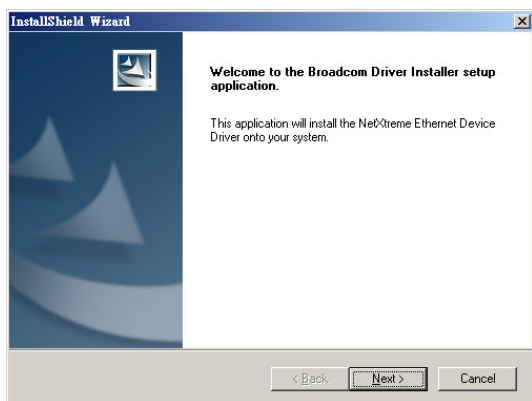 InstallShield Wizard
Welcome to the Broadcom Driver Installer setup
application.
This application will install the NetXtreme Ethernet Device
Driver onto your system.
< Back
Next >
Cancel